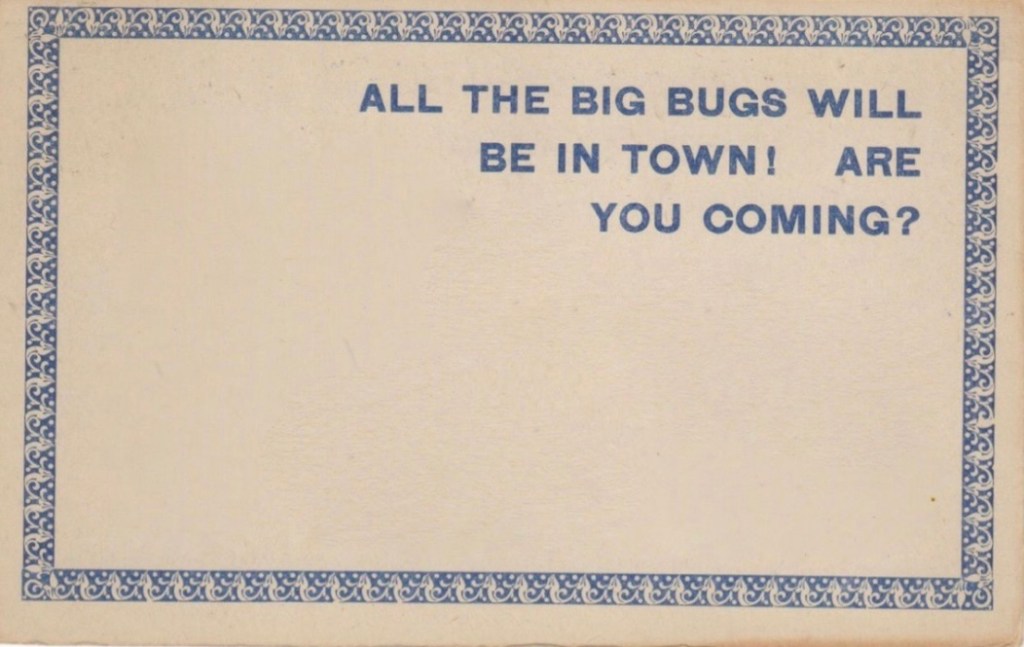 ALL THE BIG BUGS WILL
BE IN TOWN! ARE
YOU COMING?